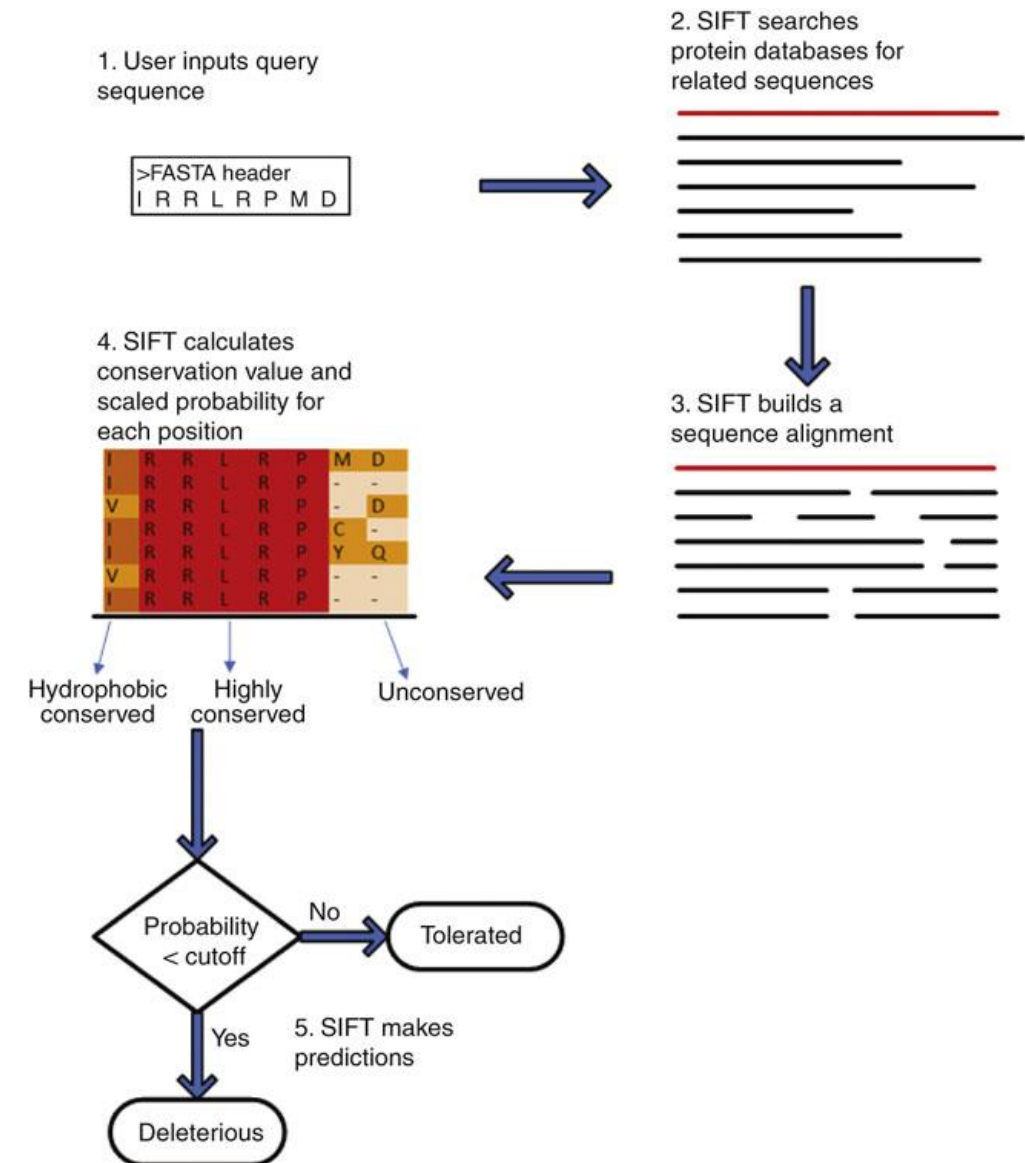 1. User inputs query
sequence
>FASTA header
I R R L R P M D
2. SIFT searches
protein databases for
related sequences
3. SIFT builds a
sequence alignment
4. SIFT calculates
conservation value and
scaled probability for
each position
I R R L R P M D
I R R L R P - -
V R R L R P - D
I R R L R P C -
I R R L R P Y Q
V R R L R P - -
I R R L R P - -
Hydrophobic
conserved
Highly
conserved
Unconserved
Probability
< cutoff
No
Tolerated
Yes
5. SIFT makes
predictions
Deleterious